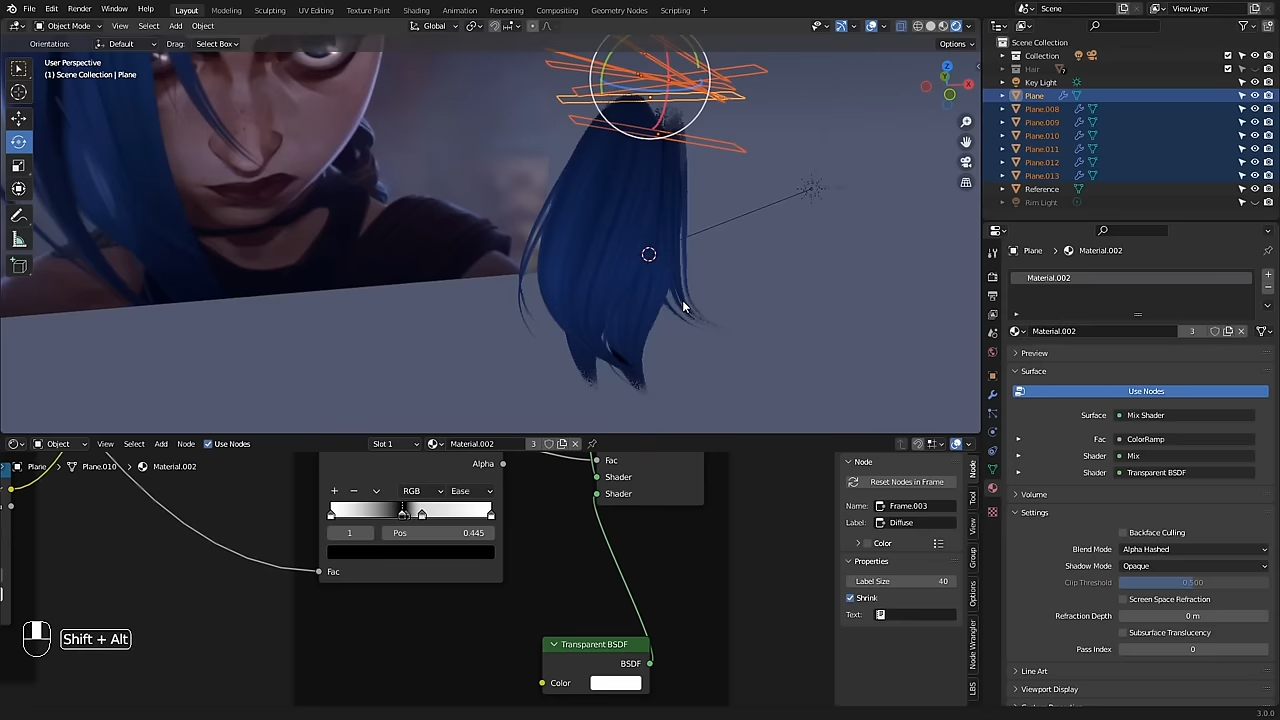 File Edit Render Window Help Layout Modeling Sculpting UV Editing Texture Paint Shading Animation Rendering Compositing Geometry Nodes Scripting Scene ViewLayer
Object Mode View Select Add Object Global
Orientation: Default Drag: Select Box Options
User Perspective
(1) Scene Collection | Plane
Scene Collection
Collection
Hair
Key Light
Plane
Plane.008
Plane.009
Plane.010
Plane.011
Plane.012
Plane.013
Reference
Rim Light
Plane Material.002
Material.002
Material.002 3
Preview
Surface
Use Nodes
Surface Mix Shader
Fac ColorRamp
Shader Mix
Shader Transparent BSDF
Volume
Settings
Backface Culling
Blend Mode Alpha Hashed
Shadow Mode Opaque
Clip Threshold 0.500
Screen Space Refraction
Refraction Depth 0 m
Subsurface Translucency
Pass Index 0
Line Art
Viewport Display
3.0.0
Object View Select Add Node Use Nodes Slot 1 Material.002 3
Plane Plane.010 Material.002
Alpha
RGB Ease
1 Pos 0.445
Fac
Fac
Shader
Shader
Transparent BSDF
BSDF
Color
Node
Reset Nodes in Frame
Name: Frame.003
Label: Diffuse
Color
Properties
Label Size 40
Shrink
Text:
Node
Tool
View
Group
Options
Node Wrangler
LBS
Shift + Alt